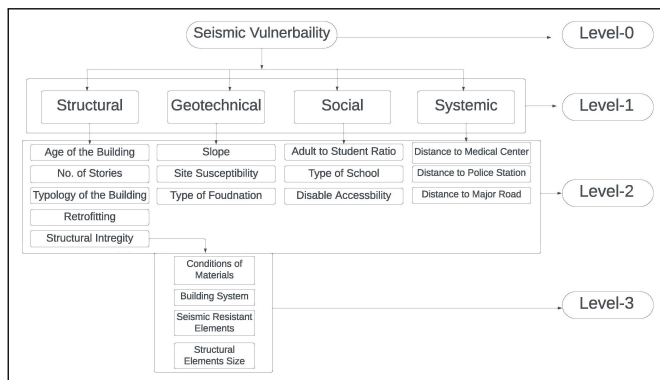 Seismic Vulnerbaility
Level-0
Structural
Geotechnical
Social
Systemic
Level-1
Age of the Building
No. of Stories
Typology of the Building
Retrofitting
Structural Intregity
Slope
Site Susceptibility
Type of Foudnation
Adult to Student Ratio
Type of School
Disable Accessbility
Distance to Medical Center
Distance to Police Station
Distance to Major Road
Level-2
Conditions of
Materials
Building System
Seismic Resistant
Elements
Structural
Elements Size
Level-3